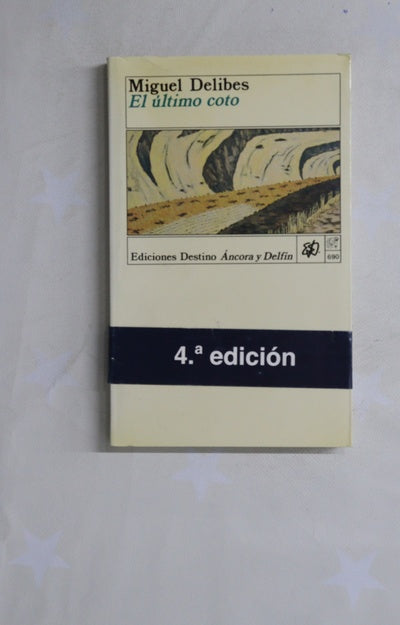 Miguel Delibes
El último coto
Ediciones Destino Áncora y Delfín
690
4.ª edición